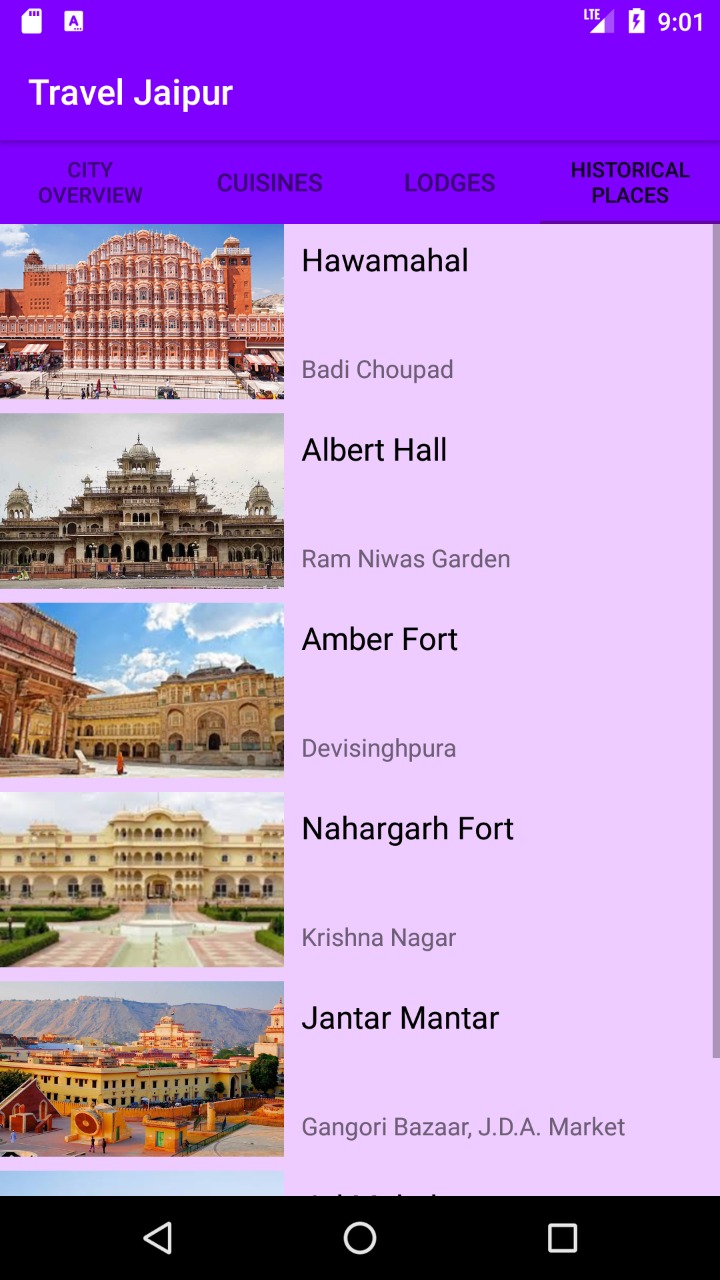 LTE 9:01
Travel Jaipur
CITY
OVERVIEW
CUISINES
LODGES
HISTORICAL
PLACES
Hawamahal
Badi Choupad
Albert Hall
Ram Niwas Garden
Amber Fort
Devisinghpura
Nahargarh Fort
Krishna Nagar
Jantar Mantar
Gangori Bazaar, J.D.A. Market